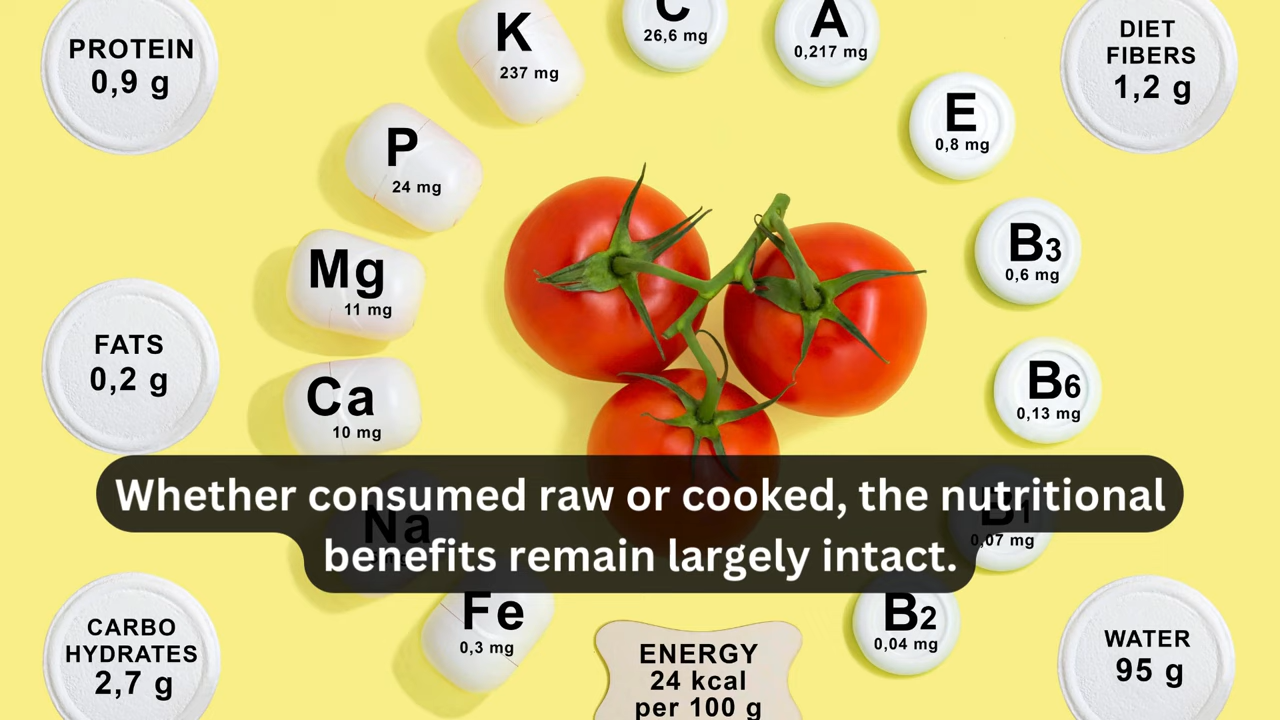 PROTEIN
0,9 g
K
237 mg
C
26,6 mg
A
0,217 mg
DIET
FIBERS
1,2 g
P
24 mg
E
0,8 mg
Mg
11 mg
B3
0,6 mg
FATS
0,2 g
Ca
10 mg
B6
0,13 mg
Whether consumed raw or cooked, the nutritional
benefits remain largely intact.
Na
B1
0,07 mg
CARBO
HYDRATES
2,7 g
Fe
0,3 mg
ENERGY
24 kcal
per 100 g
B2
0,04 mg
WATER
95 g